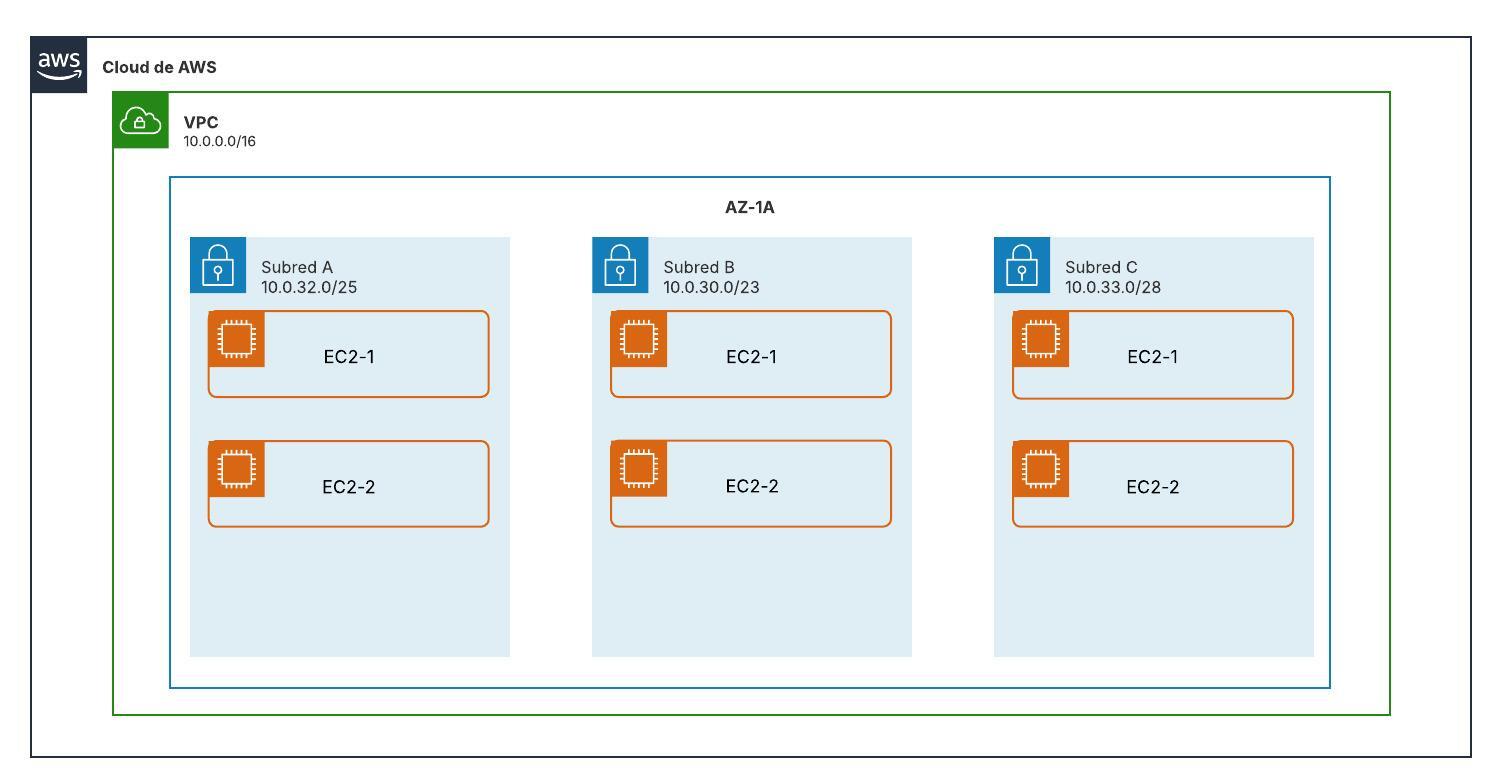 aws
Cloud de AWS
VPC
10.0.0.0/16
AZ-1A
Subred A
10.0.32.0/25
EC2-1
EC2-2
Subred B
10.0.30.0/23
EC2-1
EC2-2
Subred C
10.0.33.0/28
EC2-1
EC2-2